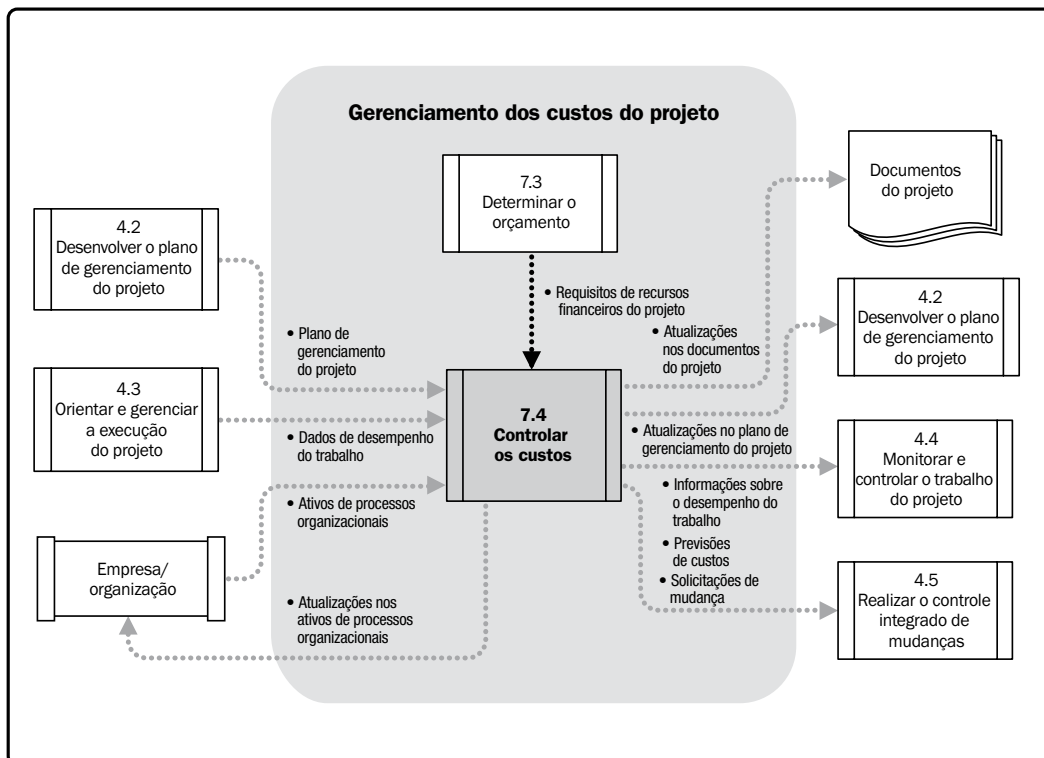 Gerenciamento dos custos do projeto
7.3
Determinar o
orçamento
Documentos
do projeto
4.2
Desenvolver o plano
de gerenciamento
do projeto
• Requisitos de recursos
financeiros do projeto
4.2
Desenvolver o plano
de gerenciamento
do projeto
• Plano de
gerenciamento
do projeto
• Atualizações
nos documentos
do projeto
4.3
Orientar e gerenciar
a execução
do projeto
7.4
Controlar
os custos
• Dados de desempenho
do trabalho
• Atualizações no plano de
gerenciamento do projeto
4.4
Monitorar e
controlar o trabalho
do projeto
• Ativos de processos
organizacionais
• Informações sobre
o desempenho do
trabalho
• Previsões
de custos
• Solicitações de
mudança
Empresa/
organização
• Atualizações nos
ativos de processos
organizacionais
4.5
Realizar o controle
integrado de
mudanças